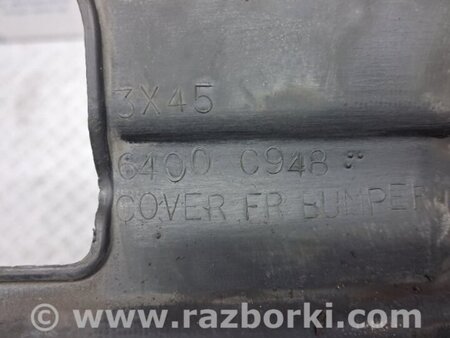 3X45
6400 C948
COVER FR BUMPER
www.razborki.com